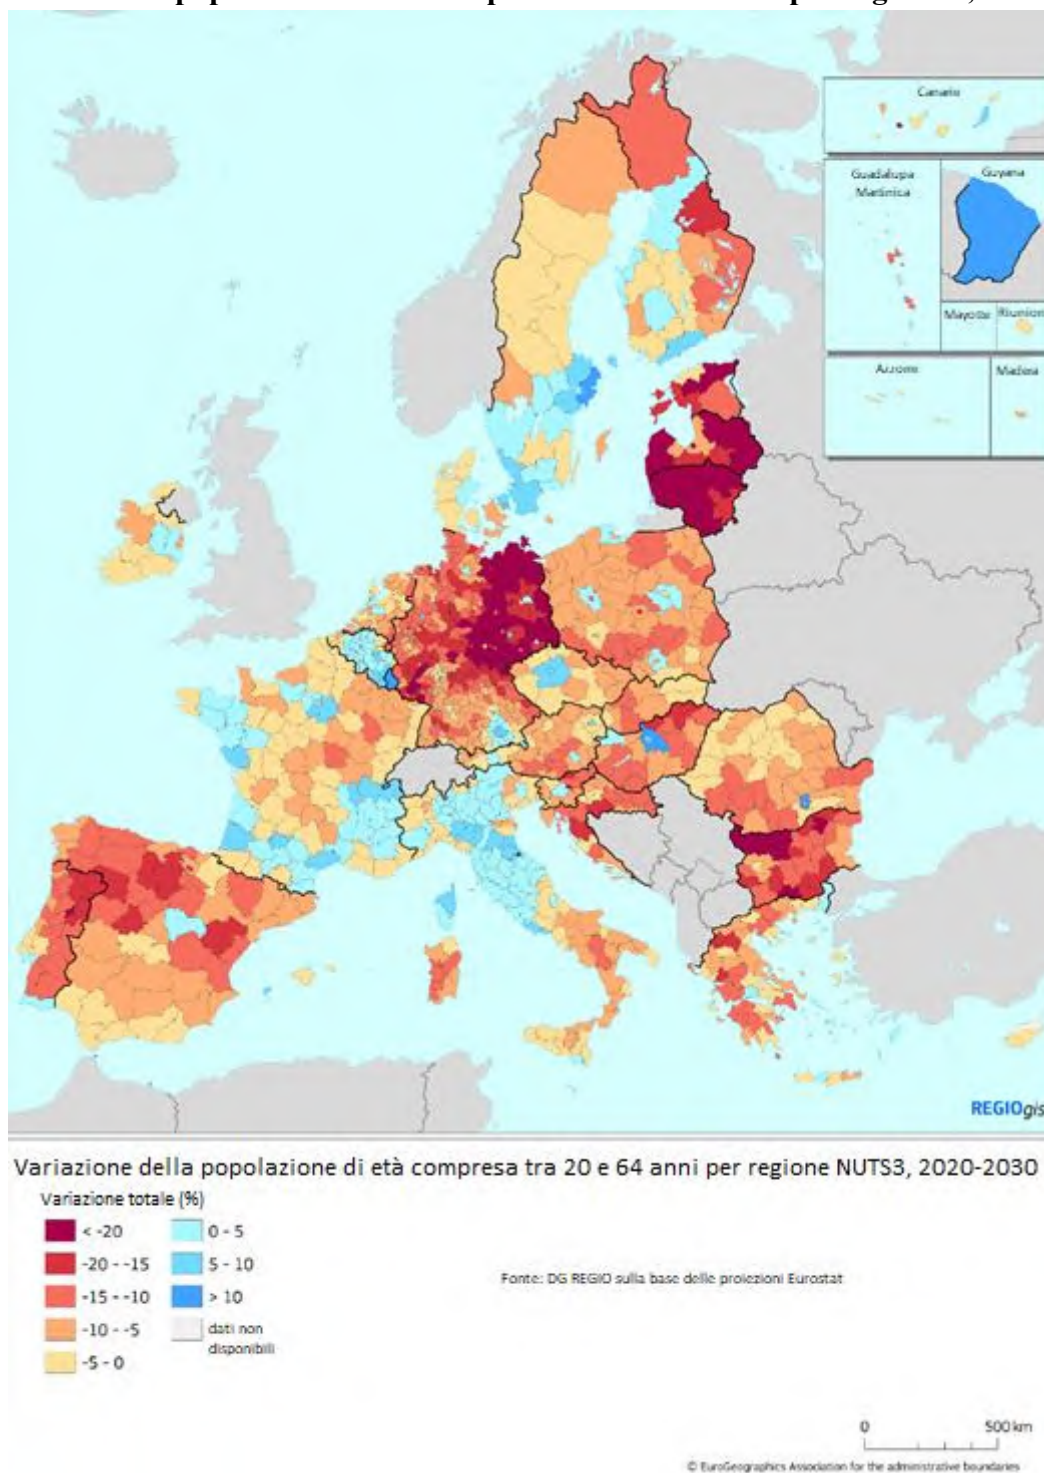 Canarie
Guadalupa
Martinica
Guyana
Mayotte
Riunione
Azzorre
Madera
REGIOgis
Variazione della popolazione di età compresa tra 20 e 64 anni per regione NUTS3, 2020-2030
Variazione totale (%)
< -20
0 - 5
-20 - -15
5 - 10
-15 - -10
> 10
-10 - -5
dati non
disponibili
-5 - 0
Fonte: DG REGIO sulla base delle proiezioni Eurostat
0
500 km
© EuroGeographics Association for the administrative boundaries